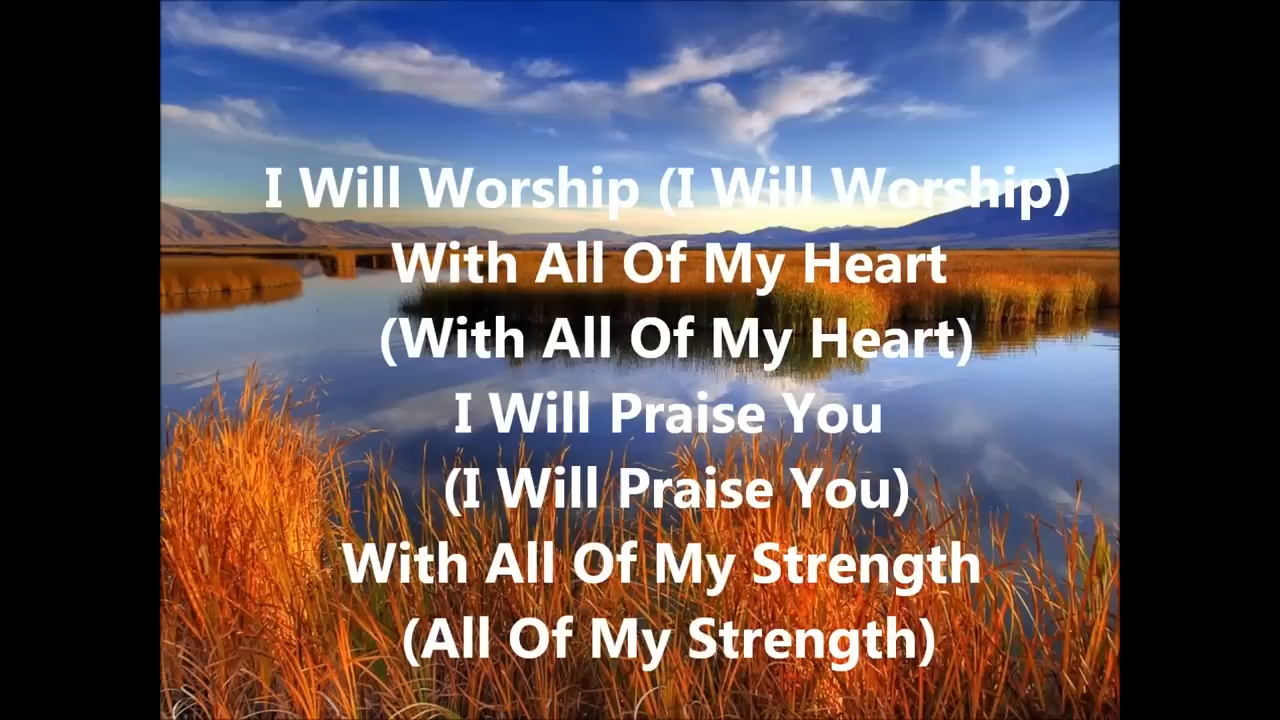 I Will Worship (I Will Worship)
With All Of My Heart
(With All Of My Heart)
I Will Praise You
(I Will Praise You)
With All Of My Strength
(All Of My Strength)